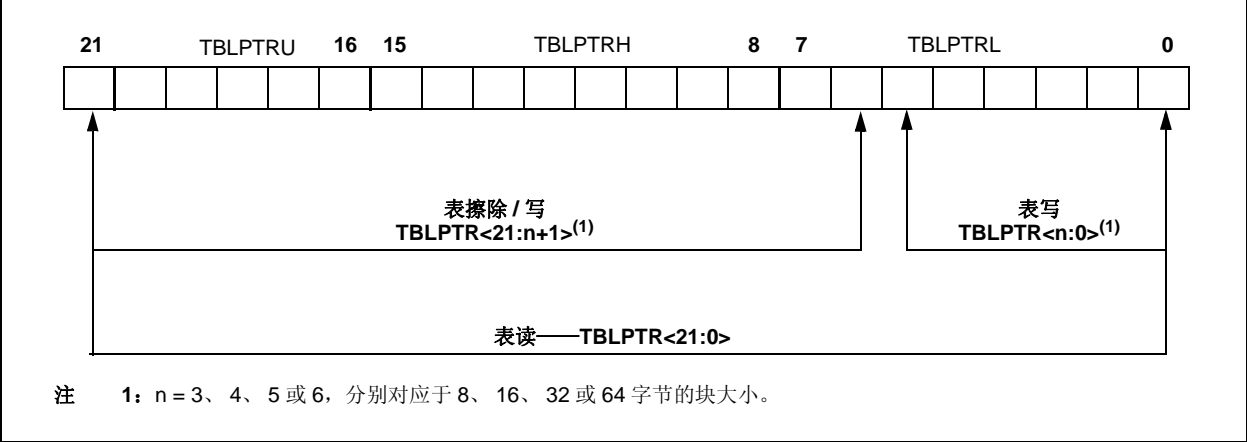 21 TBLPTRU 16 15 TBLPTRH 8 7 TBLPTRL 0
表擦除 / 写
TBLPTR<21:n+1>(1)
表写
TBLPTR<n:0>(1)
表读——TBLPTR<21:0>
注 1：n = 3、 4、 5 或 6，分别对应于 8、 16、 32 或 64 字节的块大小。